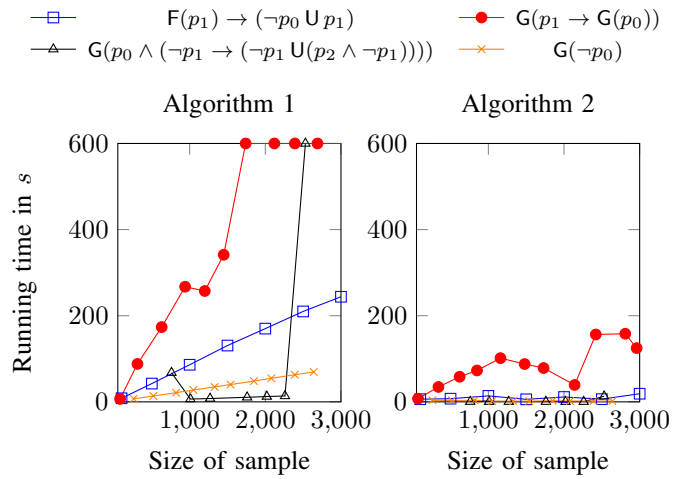 F(p₁) → (¬p₀ U p₁) G(p₁ → G(p₀))
G(p₀ ∧ (¬p₁ → (¬p₁ U(p₂ ∧ ¬p₁)))) G(¬p₀)
Algorithm 1 Algorithm 2
Running time in s
600 600
400 400
200 200
0 0
1,000 2,000 3,000 1,000 2,000 3,000
Size of sample Size of sample